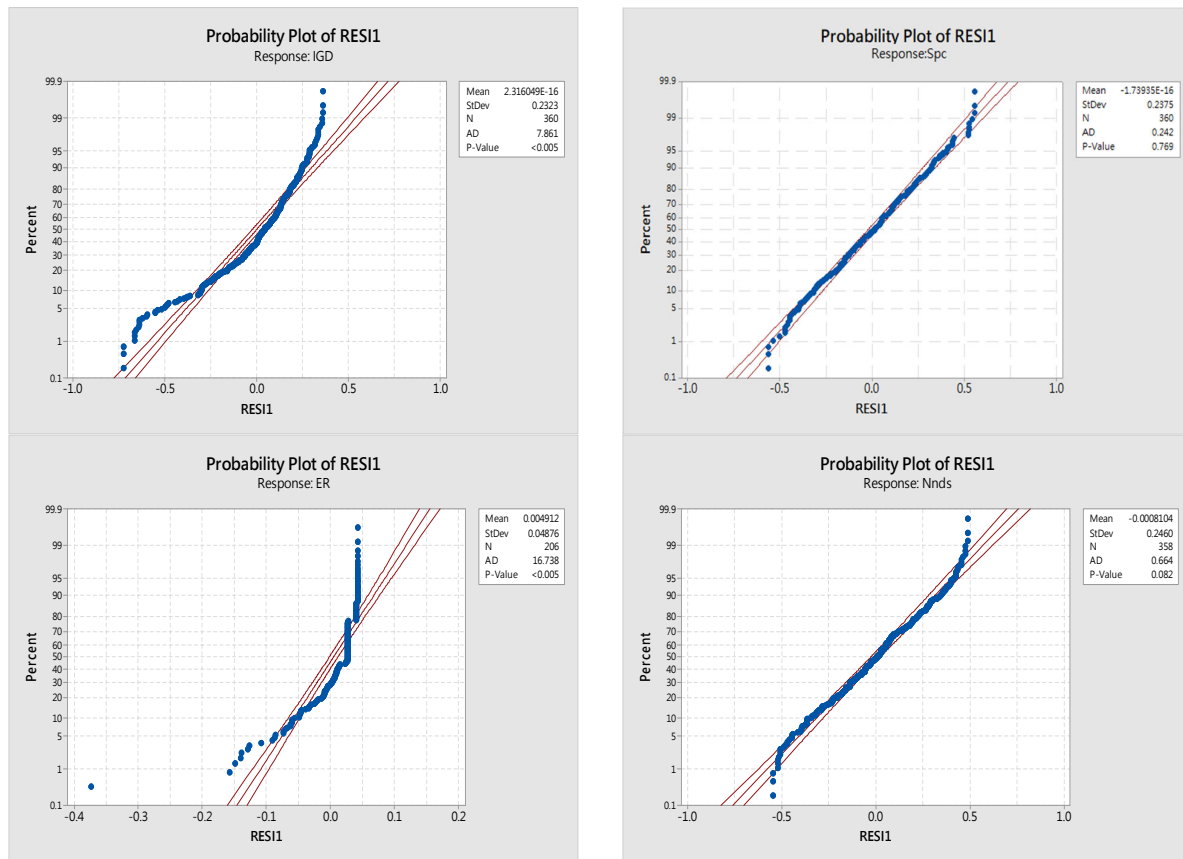 Probability Plot of RESI1
Response: IGD
Percent
99.9
99
95
90
80
70
60
50
40
30
20
10
5
1
0.1
-1.0 -0.5 0.0 0.5 1.0
RESI1
Mean 2.316049E-16
StDev 0.2323
N 360
AD 7.861
P-Value <0.005
Probability Plot of RESI1
Response:Spc
Percent
99.9
99
95
90
80
70
60
50
40
30
20
10
5
1
0.1
-1.0 -0.5 0.0 0.5 1.0
RESI1
Mean -1.73935E-16
StDev 0.2375
N 360
AD 0.242
P-Value 0.769
Probability Plot of RESI1
Response: ER
Percent
99.9
99
95
90
80
70
60
50
40
30
20
10
5
1
0.1
-0.4 -0.3 -0.2 -0.1 0.0 0.1 0.2
RESI1
Mean 0.004912
StDev 0.04876
N 206
AD 16.738
P-Value <0.005
Probability Plot of RESI1
Response: Nnds
Percent
99.9
99
95
90
80
70
60
50
40
30
20
10
5
1
0.1
-1.0 -0.5 0.0 0.5 1.0
RESI1
Mean -0.0008104
StDev 0.2460
N 358
AD 0.664
P-Value 0.082